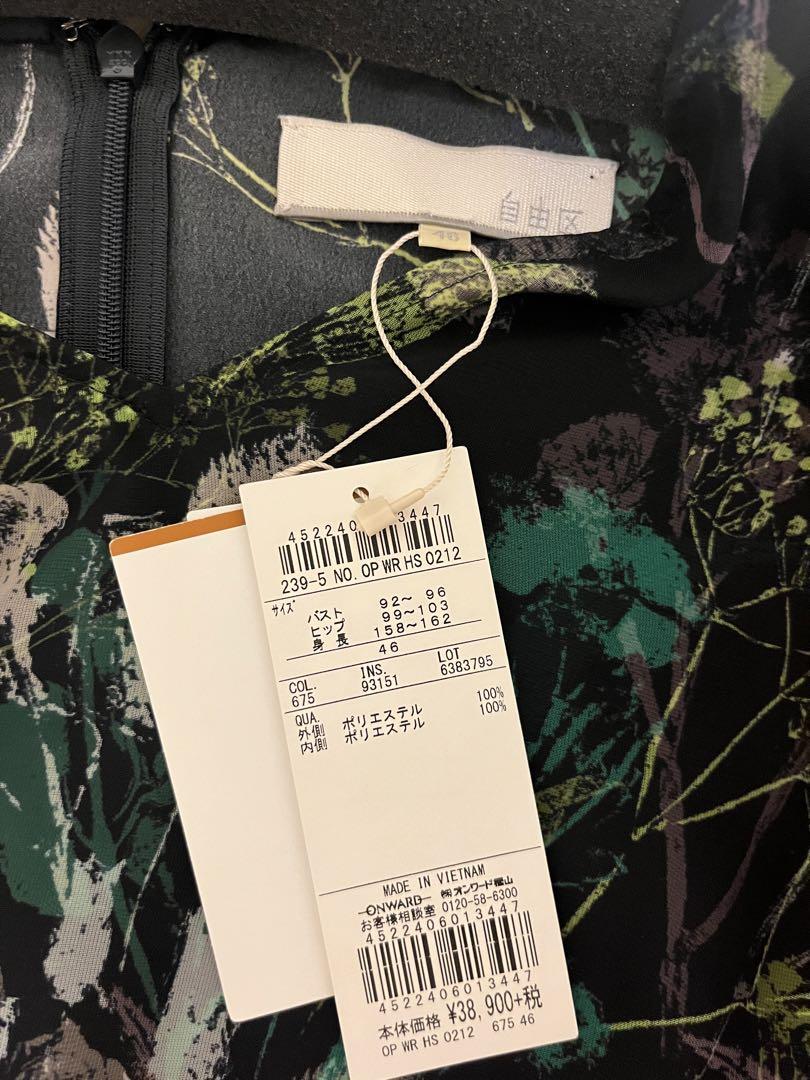 自由区
46
4522406013447
239-5 NO. OP WR HS 0212
サイズ
バスト 92～ 96
ヒップ 99～103
身長 158～162
46
COL. INS. LOT
675 93151 6383795
QUA.
外側 ポリエステル 100%
内側 ポリエステル 100%
MADE IN VIETNAM
ONWARD ㈱オンワード樫山
お客様相談室 0120-58-6300
4522406013447
4522406013447
本体価格 ¥38,900+税
OP WR HS 0212 675 46